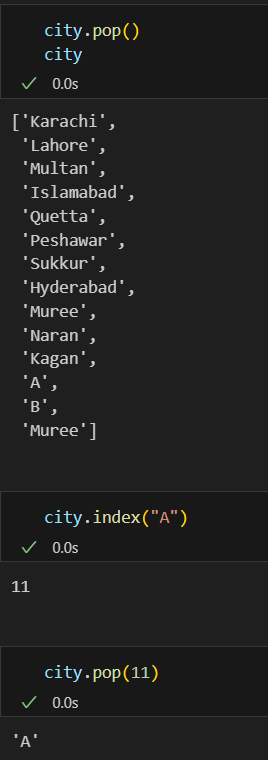 city.pop()
city
0.0s
['Karachi',
'Lahore',
'Multan',
'Islamabad',
'Quetta',
'Peshawar',
'Sukkur',
'Hyderabad',
'Muree',
'Naran',
'Kagan',
'A',
'B',
'Muree']
city.index("A")
0.0s
11
city.pop(11)
0.0s
'A'